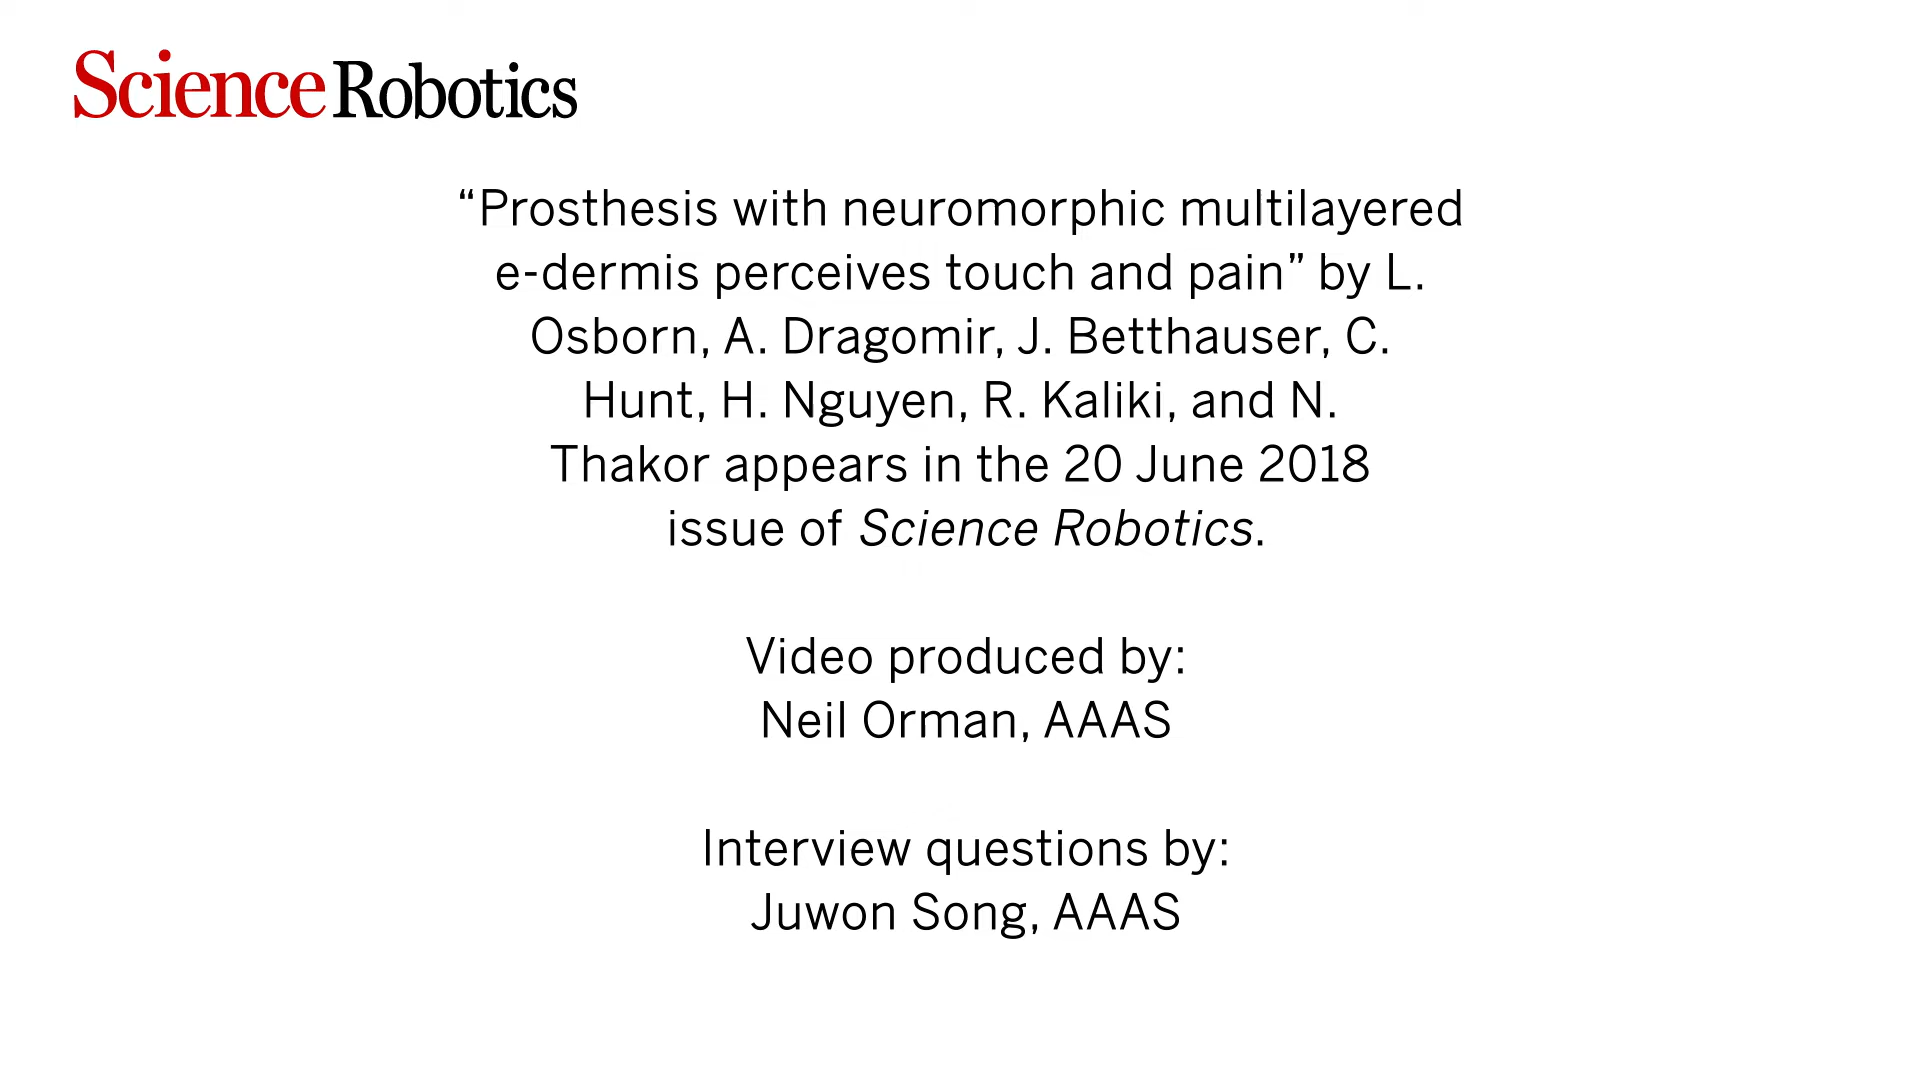 Science Robotics
“Prosthesis with neuromorphic multilayered
e-dermis perceives touch and pain” by L.
Osborn, A. Dragomir, J. Betthauser, C.
Hunt, H. Nguyen, R. Kaliki, and N.
Thakor appears in the 20 June 2018
issue of Science Robotics.
Video produced by:
Neil Orman, AAAS
Interview questions by:
Juwon Song, AAAS